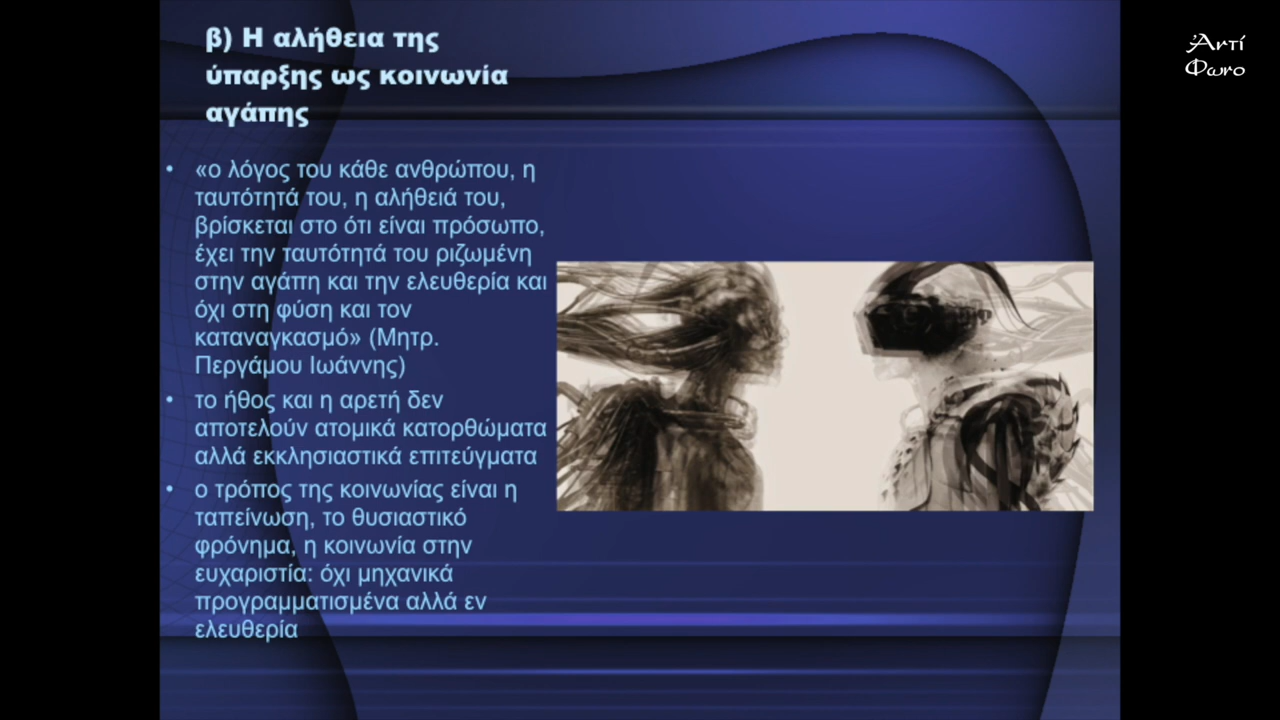 β) Η αλήθεια της
ύπαρξης ως κοινωνία
αγάπης
• «ο λόγος του κάθε ανθρώπου, η
ταυτότητά του, η αλήθειά του,
βρίσκεται στο ότι είναι πρόσωπο,
έχει την ταυτότητά του ριζωμένη
στην αγάπη και την ελευθερία και
όχι στη φύση και τον
καταναγκασμό» (Μητρ.
Περγάμου Ιωάννης)
• το ήθος και η αρετή δεν
αποτελούν ατομικά κατορθώματα
αλλά εκκλησιαστικά επιτεύγματα
• ο τρόπος της κοινωνίας είναι η
ταπείνωση, το θυσιαστικό
φρόνημα, η κοινωνία στην
ευχαριστία: όχι μηχανικά
προγραμματισμένα αλλά εν
ελευθερία
Ἀντί
Φωνο